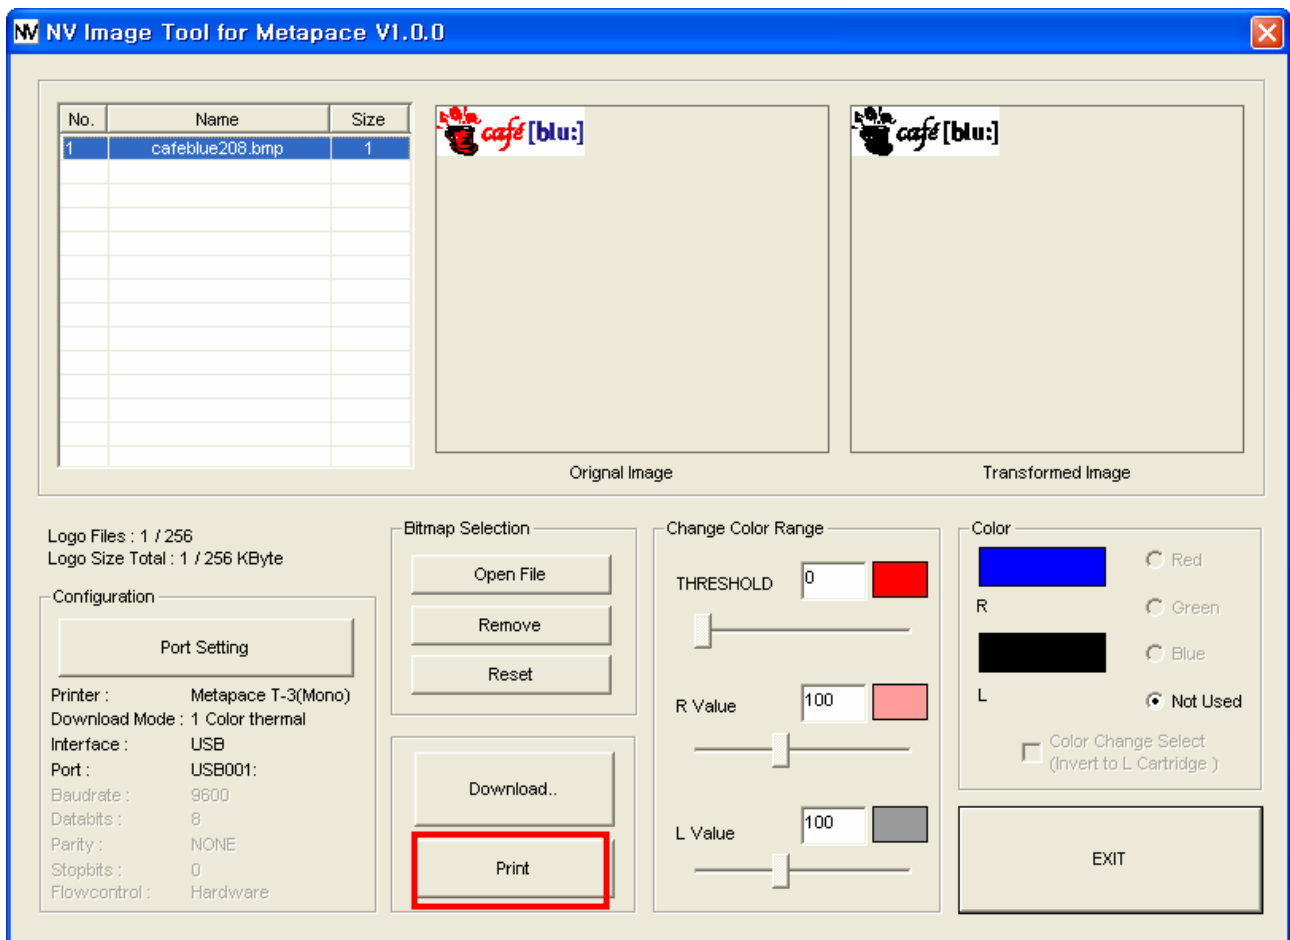 NV NV Image Tool for Metapace V1.0.0
No. Name Size
1 cafeblue208.bmp 1
café [blu:]
café [blu:]
Orignal Image
Transformed Image
Logo Files : 1 / 256
Logo Size Total : 1 / 256 KByte
Configuration
Port Setting
Printer : Metapace T-3(Mono)
Download Mode : 1 Color thermal
Interface : USB
Port : USB001:
Baudrate : 9600
Databits : 8
Parity : NONE
Stopbits : 0
Flowcontrol : Hardware
Bitmap Selection
Open File
Remove
Reset
Download..
Print
Change Color Range
THRESHOLD 0
R Value 100
L Value 100
Color
R
L
Red
Green
Blue
Not Used
Color Change Select
(Invert to L Cartridge )
EXIT